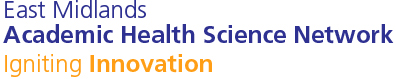 East Midlands
Academic Health Science Network
Igniting Innovation